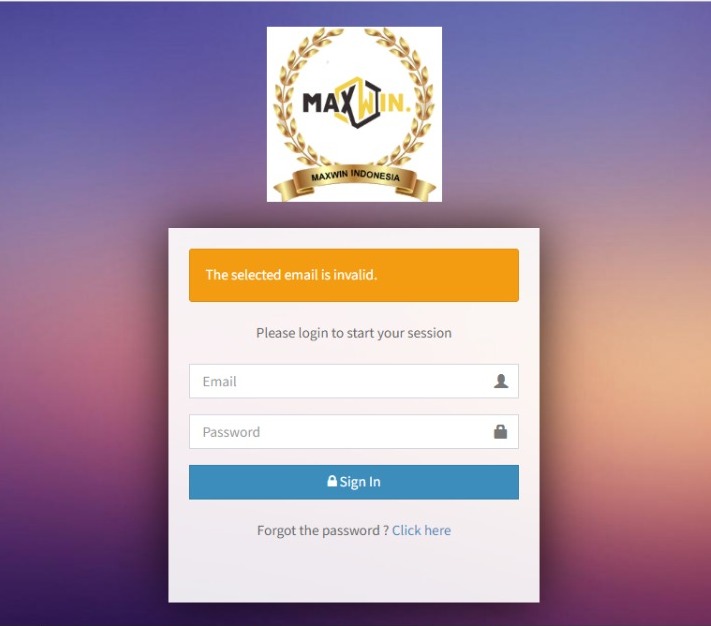 MAXWIN.
MAXWIN INDONESIA
The selected email is invalid.
Please login to start your session
Email
Password
Sign In
Forgot the password ? Click here